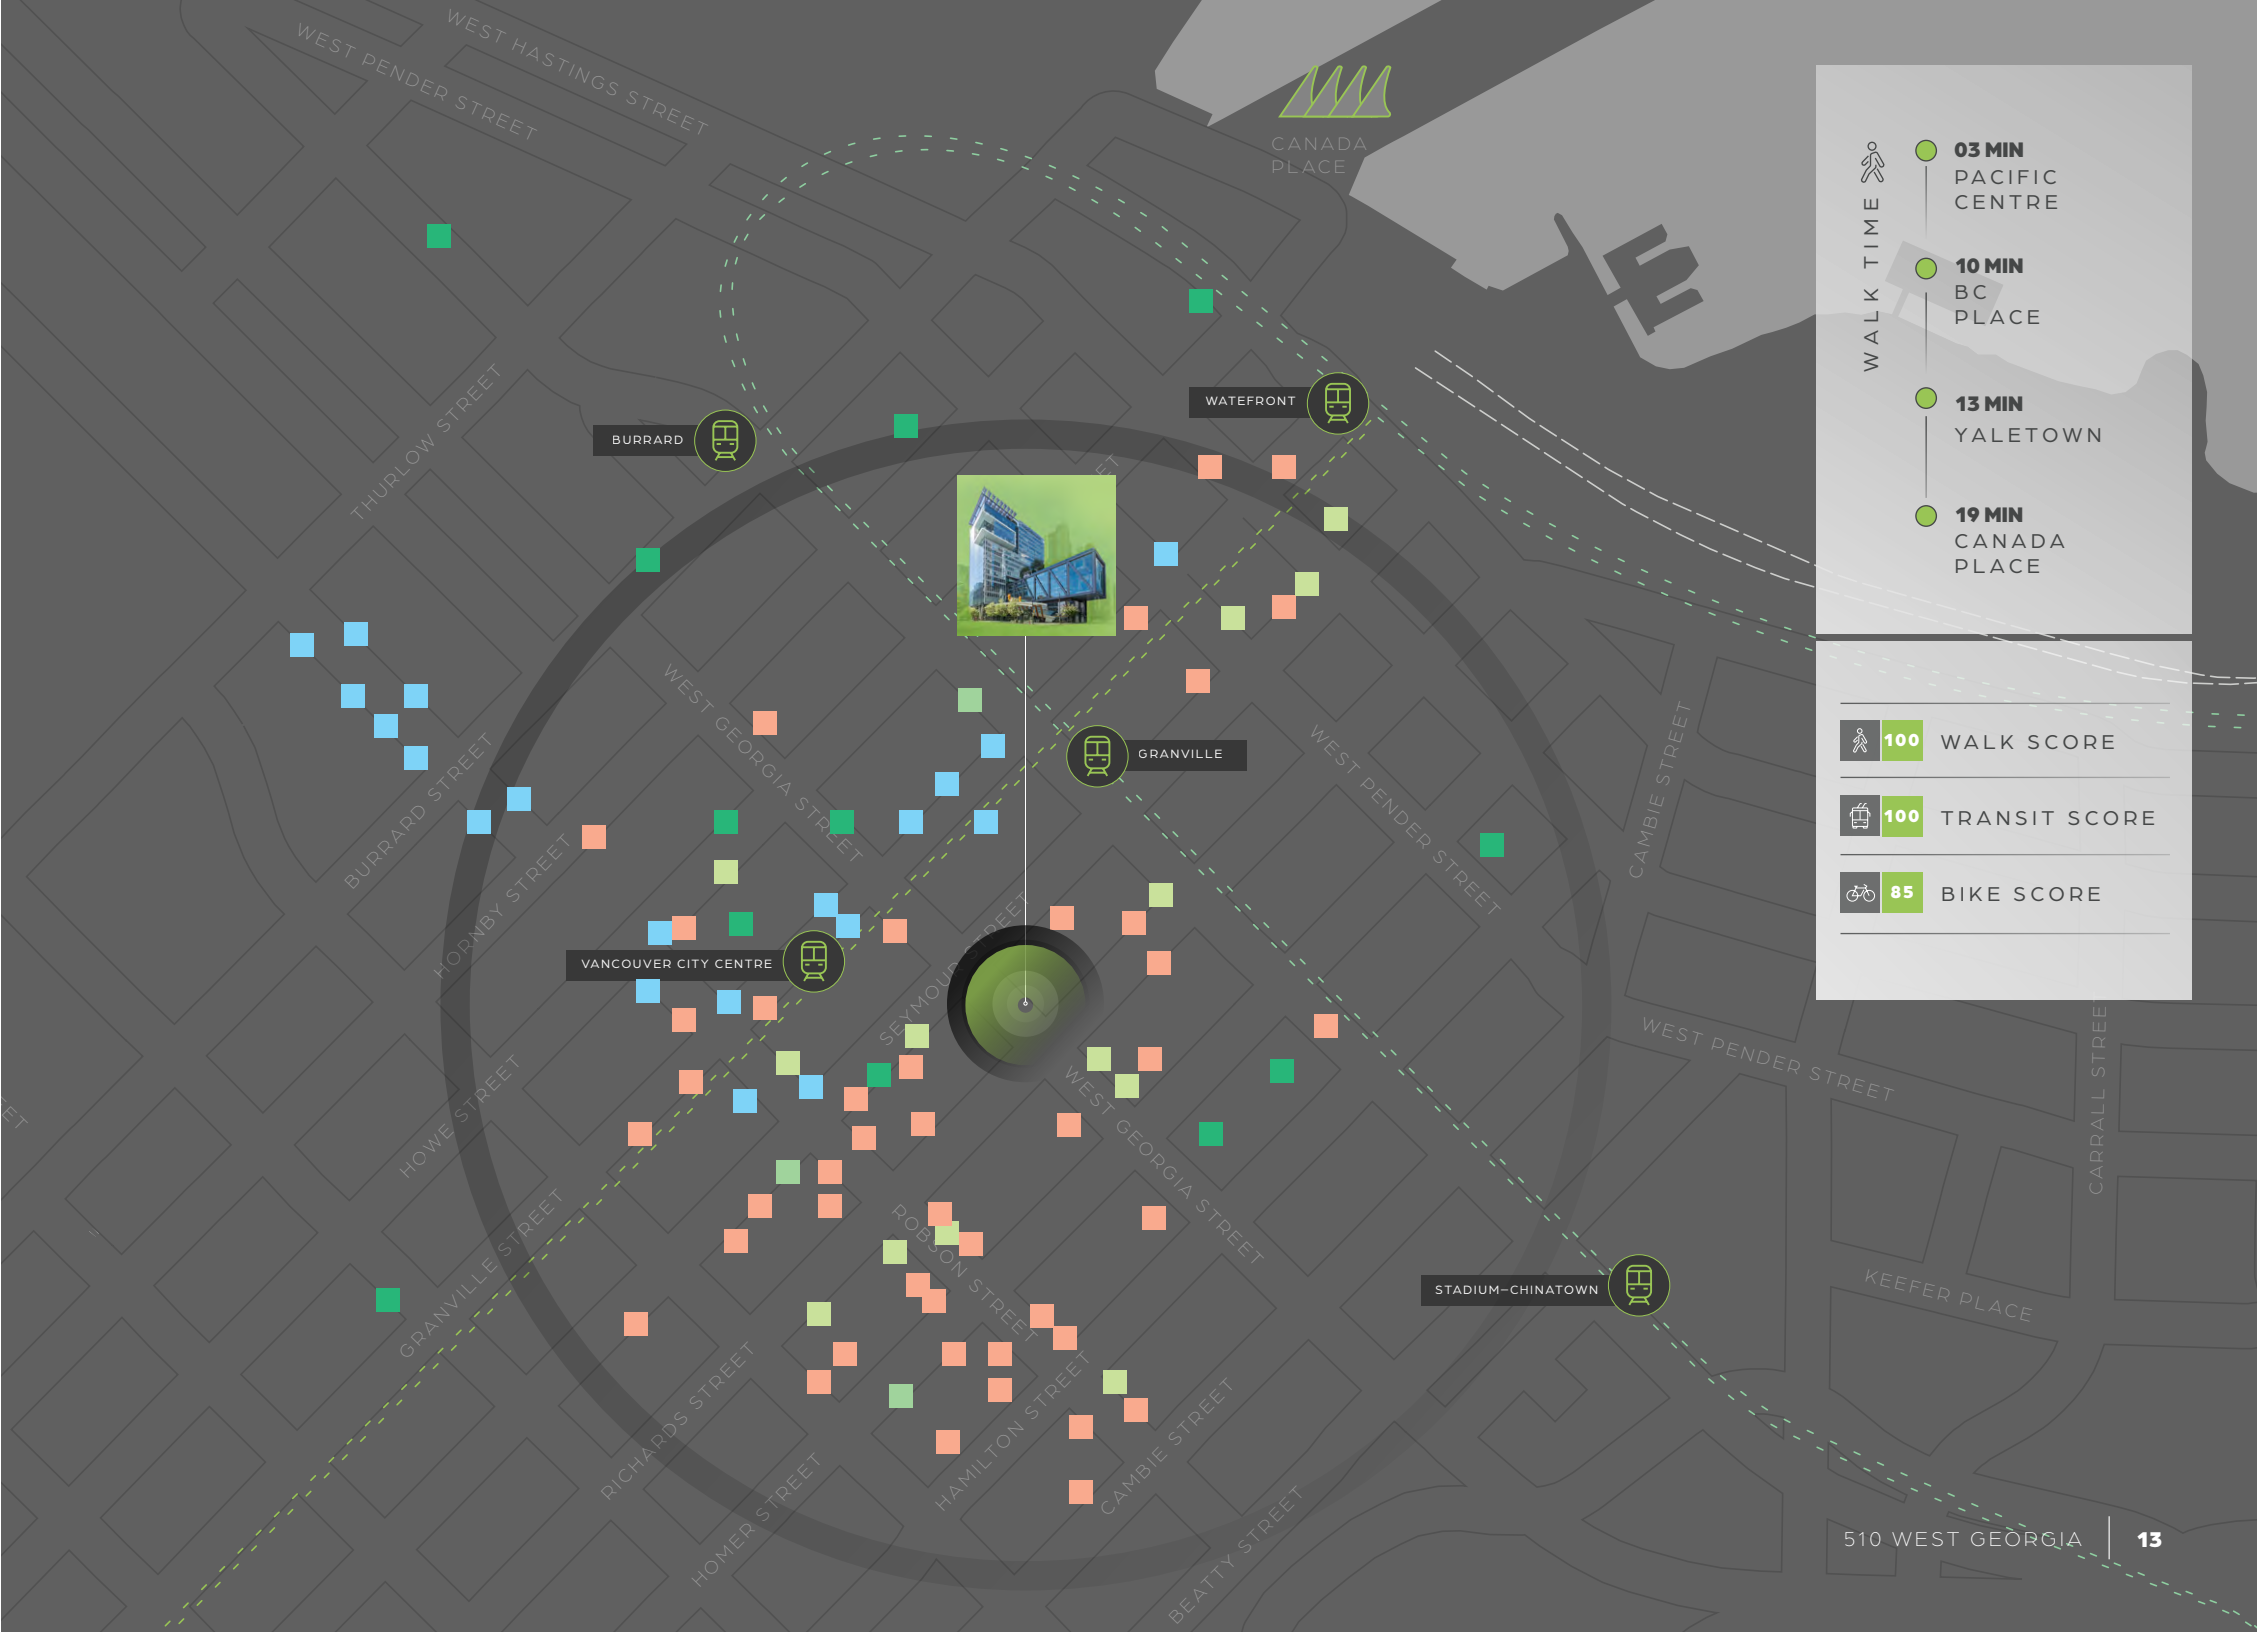 WEST HASTINGS STREET
WEST PENDER STREET
CANADA
PLACE
THURLOW STREET
BURRARD
WATEFRONT
WEST GEORGIA STREET
GRANVILLE
WEST PENDER STREET
CAMBIE STREET
BURRARD STREET
HORNBY STREET
VANCOUVER CITY CENTRE
SEYMOUR STREET
HOWE STREET
WEST GEORGIA STREET
WEST PENDER STREET
CARRALL STREET
GRANVILLE STREET
ROBSON STREET
STADIUM–CHINATOWN
KEEFER PLACE
RICHARDS STREET
HAMILTON STREET
CAMBIE STREET
HOMER STREET
BEATTY STREET
WALK TIME
03 MIN
PACIFIC
CENTRE
10 MIN
BC
PLACE
13 MIN
YALETOWN
19 MIN
CANADA
PLACE
100 WALK SCORE
100 TRANSIT SCORE
85 BIKE SCORE
510 WEST GEORGIA 13